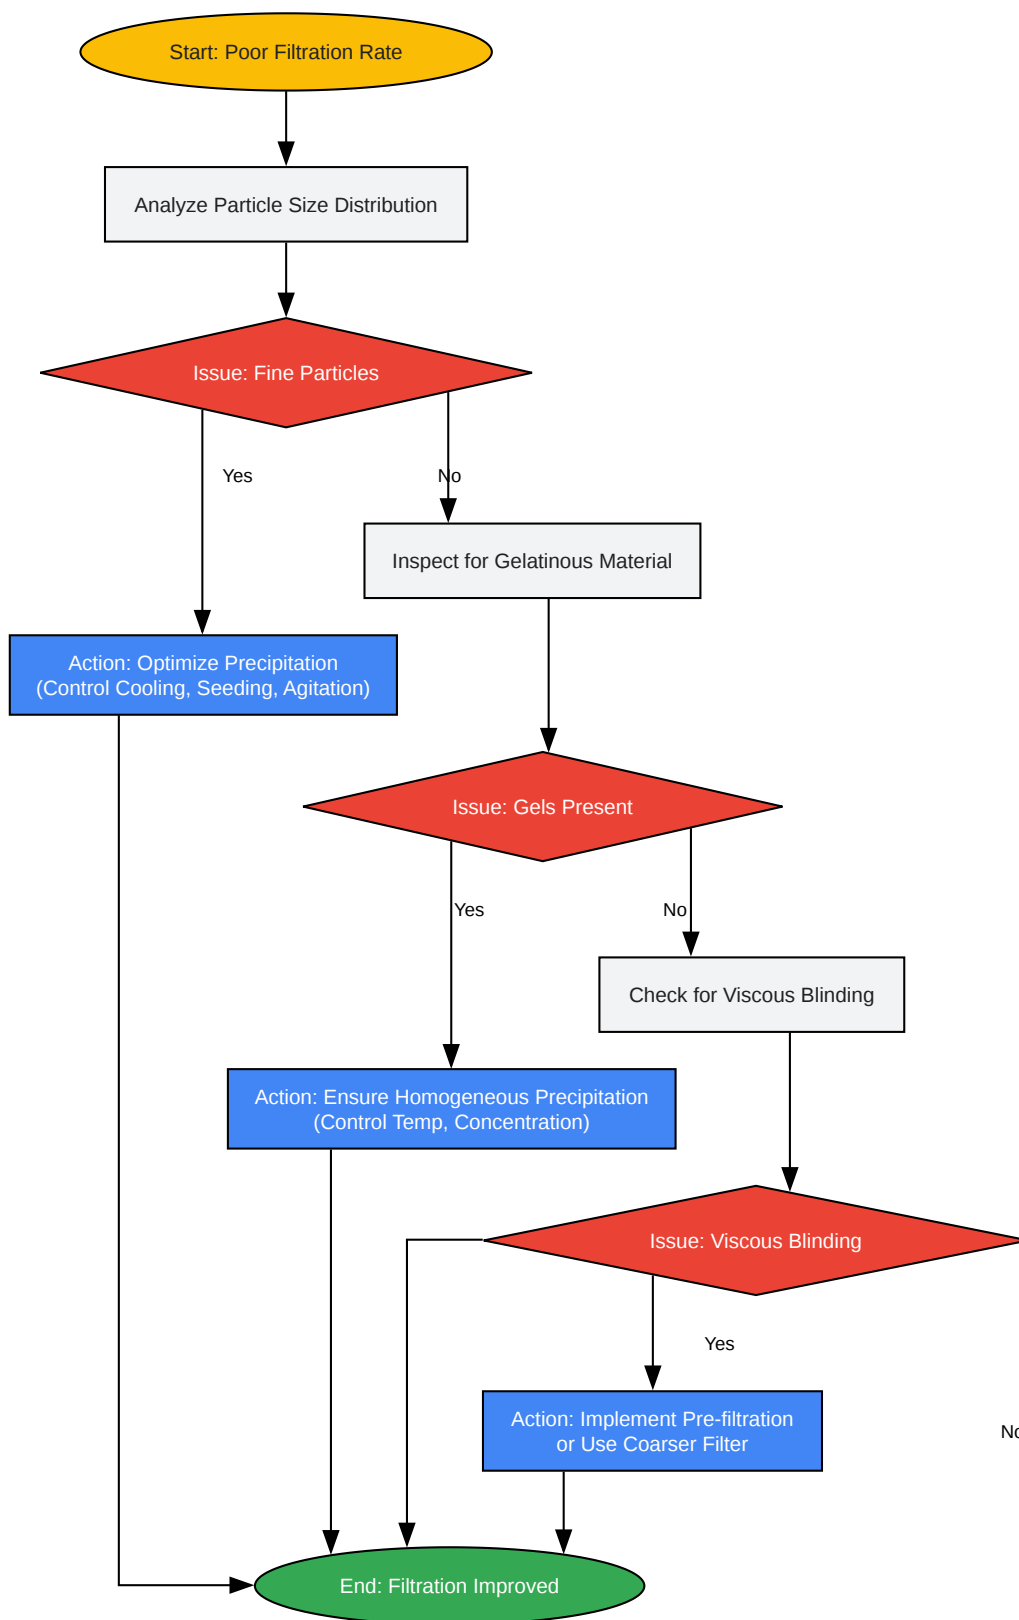 Start: Poor Filtration Rate
Analyze Particle Size Distribution
Issue: Fine Particles
Yes
No
Inspect for Gelatinous Material
Action: Optimize Precipitation
(Control Cooling, Seeding, Agitation)
Issue: Gels Present
Yes
No
Check for Viscous Blinding
Action: Ensure Homogeneous Precipitation
(Control Temp, Concentration)
Issue: Viscous Blinding
Yes
Action: Implement Pre-filtration
or Use Coarser Filter
No
End: Filtration Improved